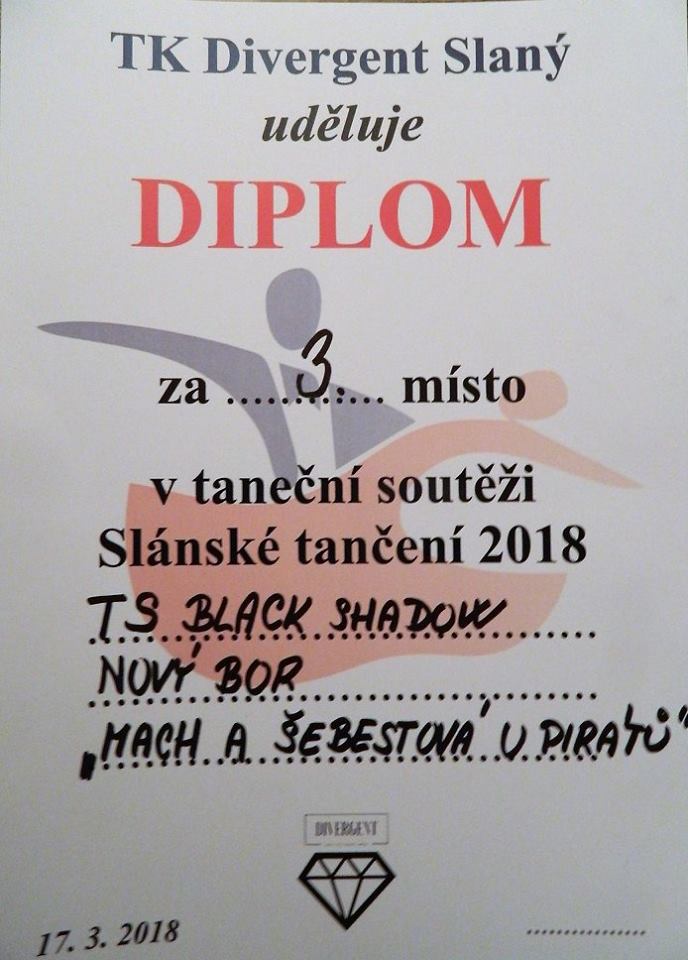 TK Divergent Slaný
uděluje
DIPLOM
za ......3...... místo
v taneční soutěži
Slánské tančení 2018
TS BLACK SHADOW
NOVÝ BOR
„MACH A ŠEBESTOVÁ U PIRÁTŮ“
DIVERGENT
17. 3. 2018